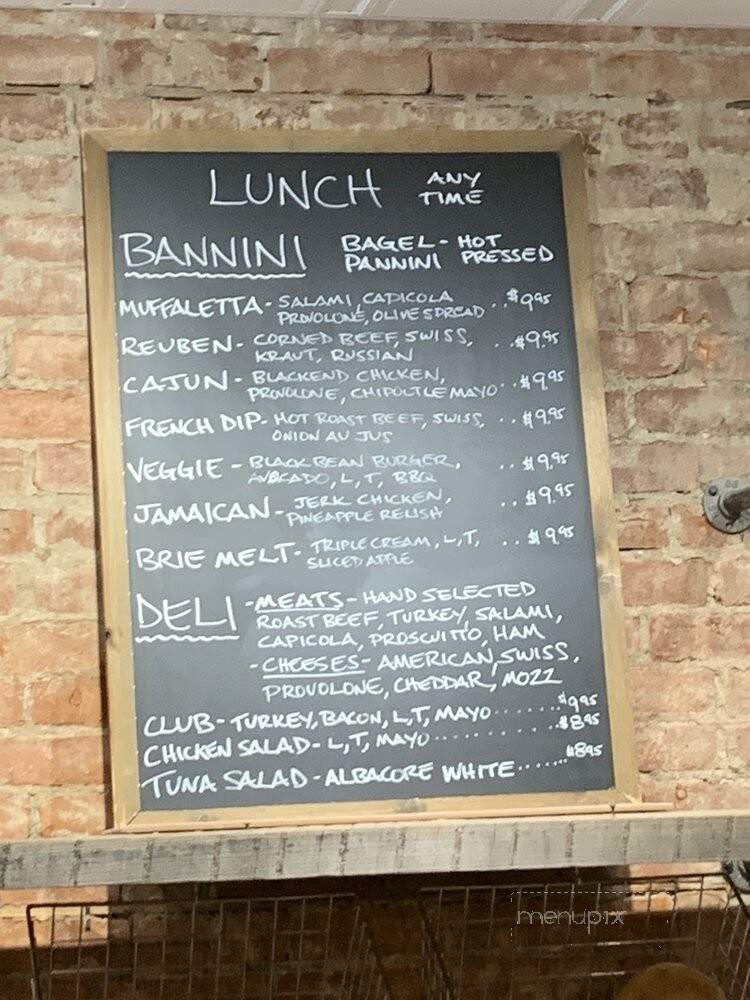 LUNCH ANY TIME
BANNINI BAGEL - HOT
PANNINI PRESSED
MUFFALETTA - SALAMI, CAPICOLA
PROVOLONE, OLIVE SPREAD .. $9.95
REUBEN - CORNED BEEF, SWISS,
KRAUT, RUSSIAN .. $9.95
CAJUN - BLACKEND CHICKEN,
PROVOLONE, CHIPOLTLE MAYO .. $9.95
FRENCH DIP - HOT ROAST BEEF, SWISS,
ONION AU JUS .. $9.95
VEGGIE - BLACK BEAN BURGER,
AVOCADO, L, T, BBQ .. $9.95
JAMAICAN - JERK CHICKEN,
PINEAPPLE RELISH .. $9.95
BRIE MELT - TRIPLE CREAM, L, T,
SLICED APPLE .. $9.95
DELI - MEATS - HAND SELECTED
ROAST BEEF, TURKEY, SALAMI,
CAPICOLA, PROSCUITTO, HAM
- CHEESES - AMERICAN, SWISS,
PROVOLONE, CHEDDAR, MOZZ
CLUB - TURKEY, BACON, L, T, MAYO ....... $9.95
CHICKEN SALAD - L, T, MAYO .......... $8.95
TUNA SALAD - ALBACORE WHITE ...... $8.95
menupix